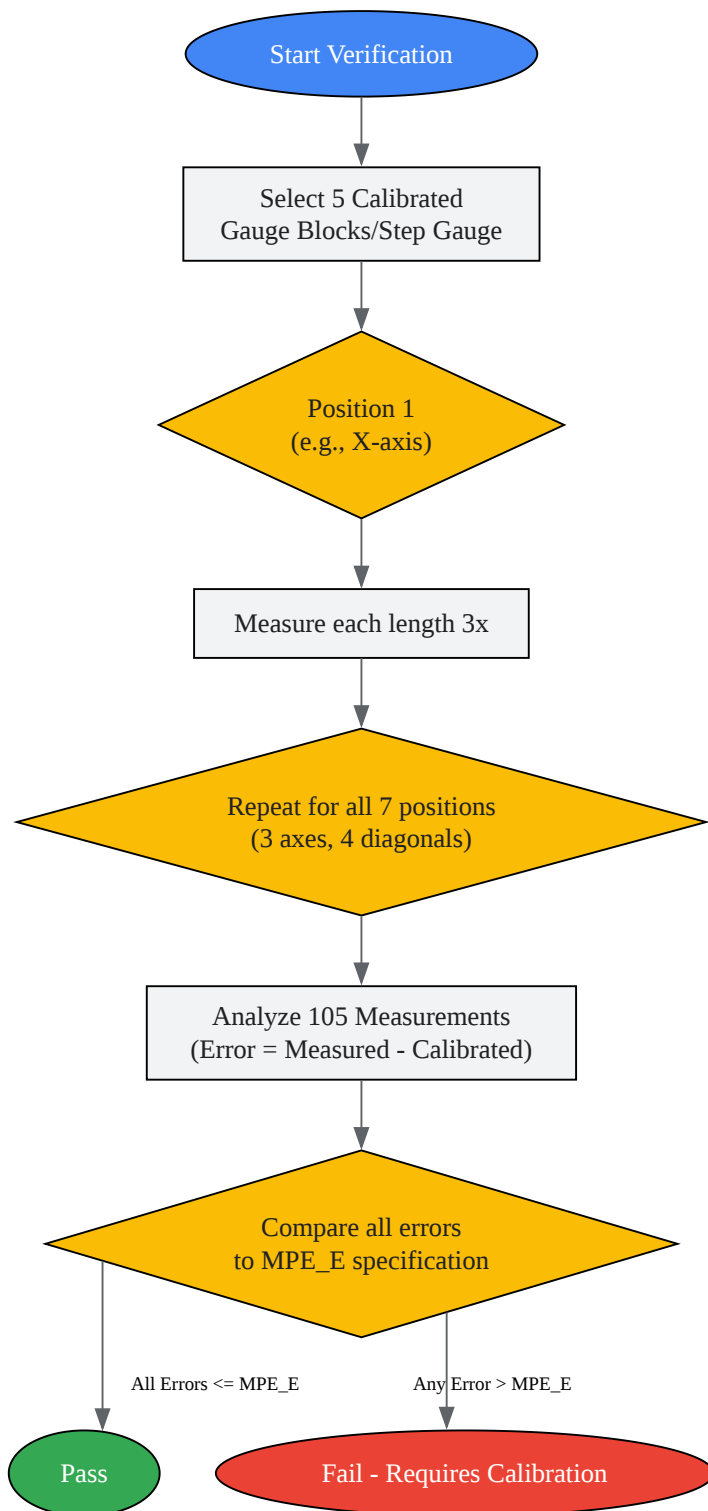 Start Verification
Select 5 Calibrated
Gauge Blocks/Step Gauge
Position 1
(e.g., X-axis)
Measure each length 3x
Repeat for all 7 positions
(3 axes, 4 diagonals)
Analyze 105 Measurements
(Error = Measured - Calibrated)
Compare all errors
to MPE_E specification
All Errors <= MPE_E
Any Error > MPE_E
Pass
Fail - Requires Calibration